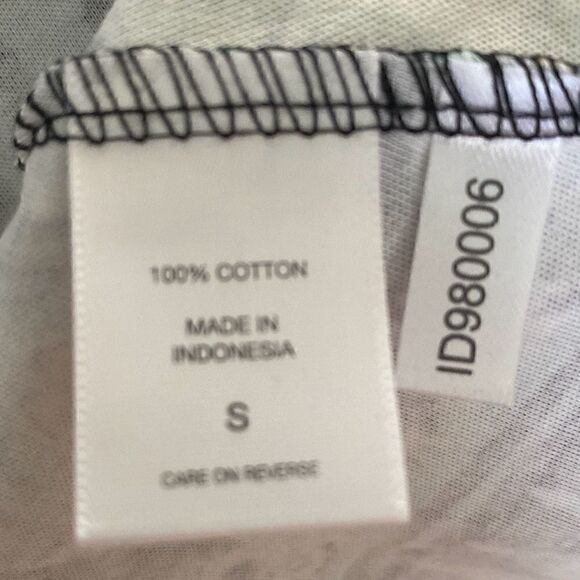 100% COTTON
MADE IN
INDONESIA
S
CARE ON REVERSE
ID980006